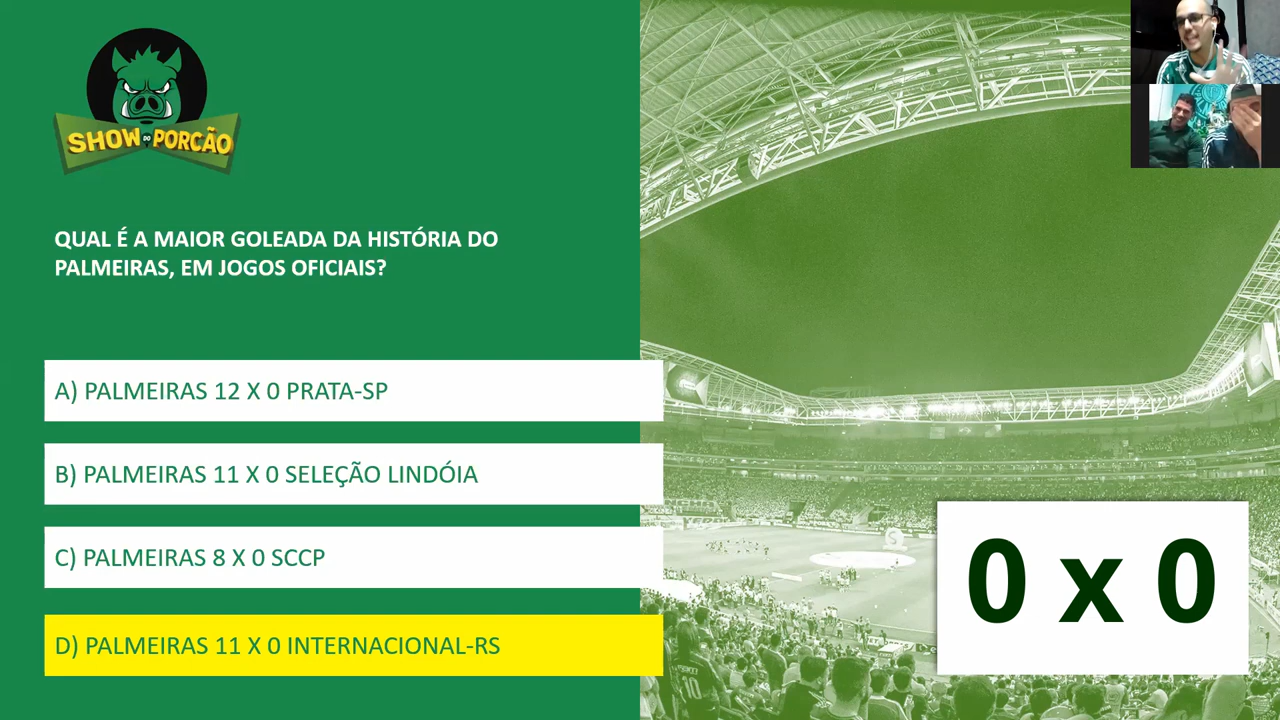 SHOW DO PORCÃO
QUAL É A MAIOR GOLEADA DA HISTÓRIA DO
PALMEIRAS, EM JOGOS OFICIAIS?
A) PALMEIRAS 12 X 0 PRATA-SP
B) PALMEIRAS 11 X 0 SELEÇÃO LINDÓIA
C) PALMEIRAS 8 X 0 SCCP
D) PALMEIRAS 11 X 0 INTERNACIONAL-RS
0 x 0
10